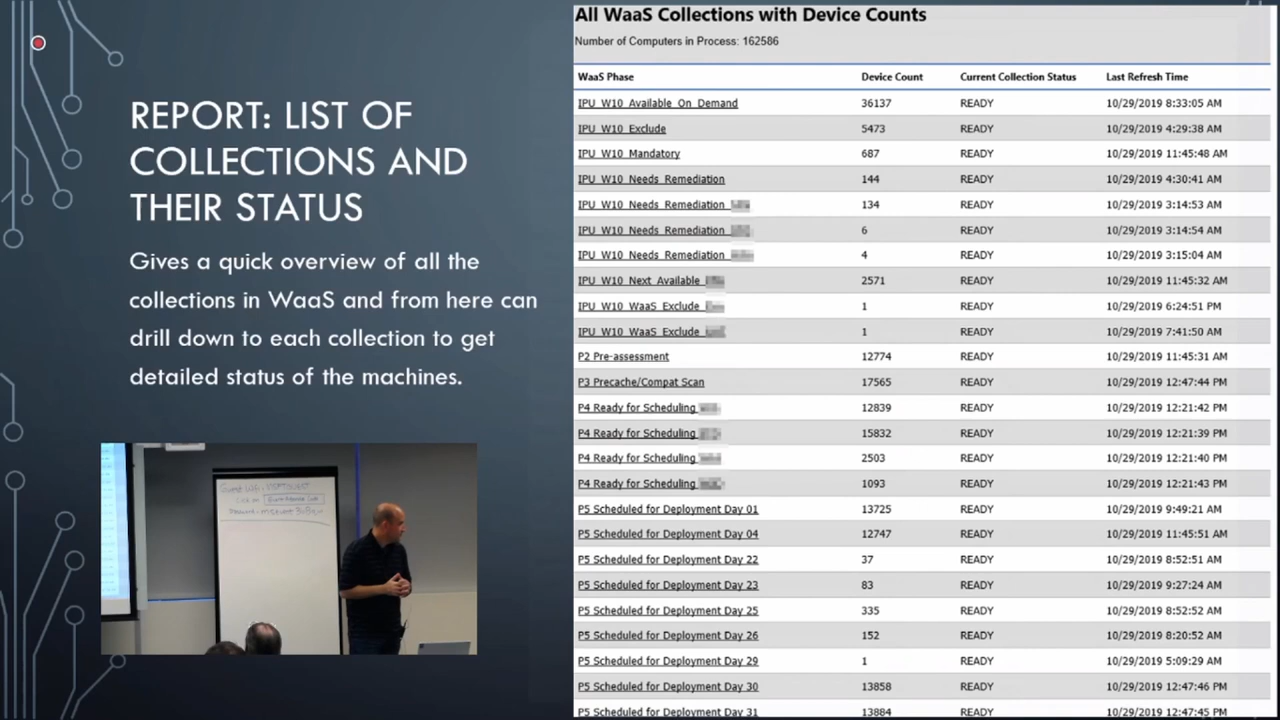 REPORT: LIST OF
COLLECTIONS AND
THEIR STATUS
Gives a quick overview of all the
collections in WaaS and from here can
drill down to each collection to get
detailed status of the machines.
All WaaS Collections with Device Counts
Number of Computers in Process: 162586
WaaS Phase Device Count Current Collection Status Last Refresh Time
IPU_W10_Available_On_Demand 36137 READY 10/29/2019 8:33:05 AM
IPU_W10_Exclude 5473 READY 10/29/2019 4:29:38 AM
IPU_W10_Mandatory 687 READY 10/29/2019 11:45:48 AM
IPU_W10_Needs_Remediation 144 READY 10/29/2019 4:30:41 AM
IPU_W10_Needs_Remediation_ 134 READY 10/29/2019 3:14:53 AM
IPU_W10_Needs_Remediation_ 6 READY 10/29/2019 3:14:54 AM
IPU_W10_Needs_Remediation_ 4 READY 10/29/2019 3:15:04 AM
IPU_W10_Next_Available_ 2571 READY 10/29/2019 11:45:32 AM
IPU_W10_WaaS_Exclude_ 1 READY 10/29/2019 6:24:51 PM
IPU_W10_WaaS_Exclude_ 1 READY 10/29/2019 7:41:50 AM
P2 Pre-assessment 12774 READY 10/29/2019 11:45:31 AM
P3 Precache/Compat Scan 17565 READY 10/29/2019 12:47:44 PM
P4 Ready for Scheduling 12839 READY 10/29/2019 12:21:42 PM
P4 Ready for Scheduling 15832 READY 10/29/2019 12:21:39 PM
P4 Ready for Scheduling 2503 READY 10/29/2019 12:21:40 PM
P4 Ready for Scheduling 1093 READY 10/29/2019 12:21:43 PM
P5 Scheduled for Deployment Day 01 13725 READY 10/29/2019 9:49:21 AM
P5 Scheduled for Deployment Day 04 12747 READY 10/29/2019 11:45:51 AM
P5 Scheduled for Deployment Day 22 37 READY 10/29/2019 8:52:51 AM
P5 Scheduled for Deployment Day 23 83 READY 10/29/2019 9:27:24 AM
P5 Scheduled for Deployment Day 25 335 READY 10/29/2019 8:52:52 AM
P5 Scheduled for Deployment Day 26 152 READY 10/29/2019 8:20:52 AM
P5 Scheduled for Deployment Day 29 1 READY 10/29/2019 5:09:29 AM
P5 Scheduled for Deployment Day 30 13858 READY 10/29/2019 12:47:46 PM
P5 Scheduled for Deployment Day 31 13884 READY 10/29/2019 12:47:45 PM